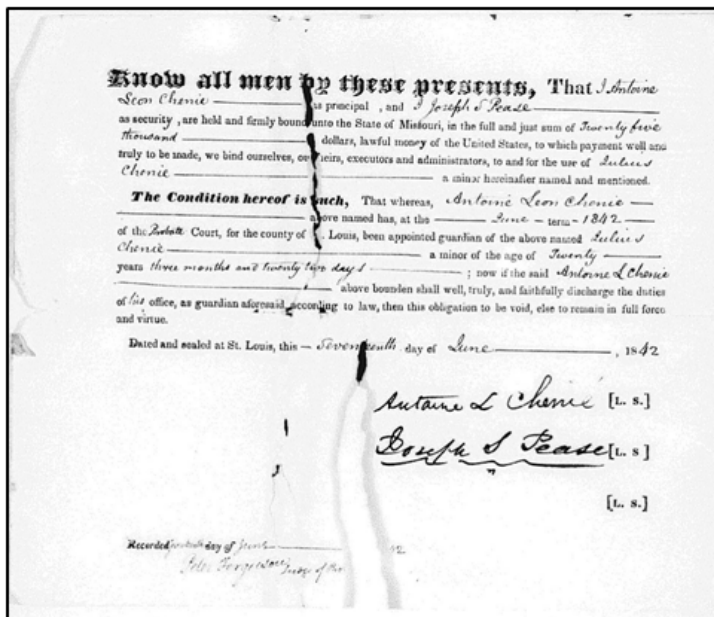 Know all men by these presents, That I Antoine
Leon Chenie as principal, and I Joseph S Pease
as security, are held and firmly bound unto the State of Missouri, in the full and just sum of Twenty five
thousand dollars, lawful money of the United States, to which payment well and
truly to be made, we bind ourselves, our heirs, executors and administrators, to and for the use of Julius
Chenie a minor hereinafter named and mentioned.
The Condition hereof is such, That whereas, Antoine Leon Chenie
above named has, at the June term 1842
of the Probate Court, for the county of St. Louis, been appointed guardian of the above named Julius
Chenie a minor of the age of Twenty
years three months and twenty two days ; now if the said Antoine L Chenie
above bounden shall well, truly, and faithfully discharge the duties
of his office, as guardian aforesaid, according to law, then this obligation to be void, else to remain in full force
and virtue.
Dated and sealed at St. Louis, this Seventeenth day of June , 1842
Antoine L Chenie [L. S.]
Joseph S Pease [L. S]
[L. S.]
Recorded day of June 42
Peter Ferguson Judge of